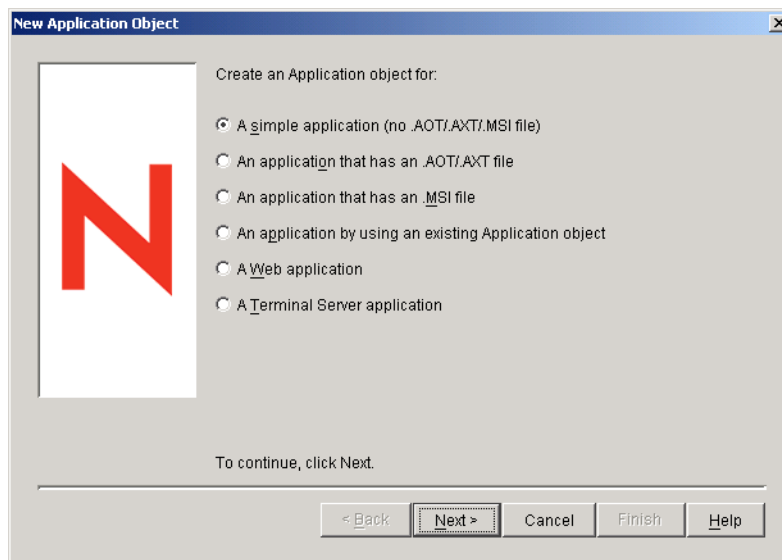 New Application Object
Create an Application object for:
A simple application (no .AOT/.AXT/.MSI file)
An application that has an .AOT/.AXT file
An application that has an .MSI file
An application by using an existing Application object
A Web application
A Terminal Server application
To continue, click Next.
< Back Next > Cancel Finish Help